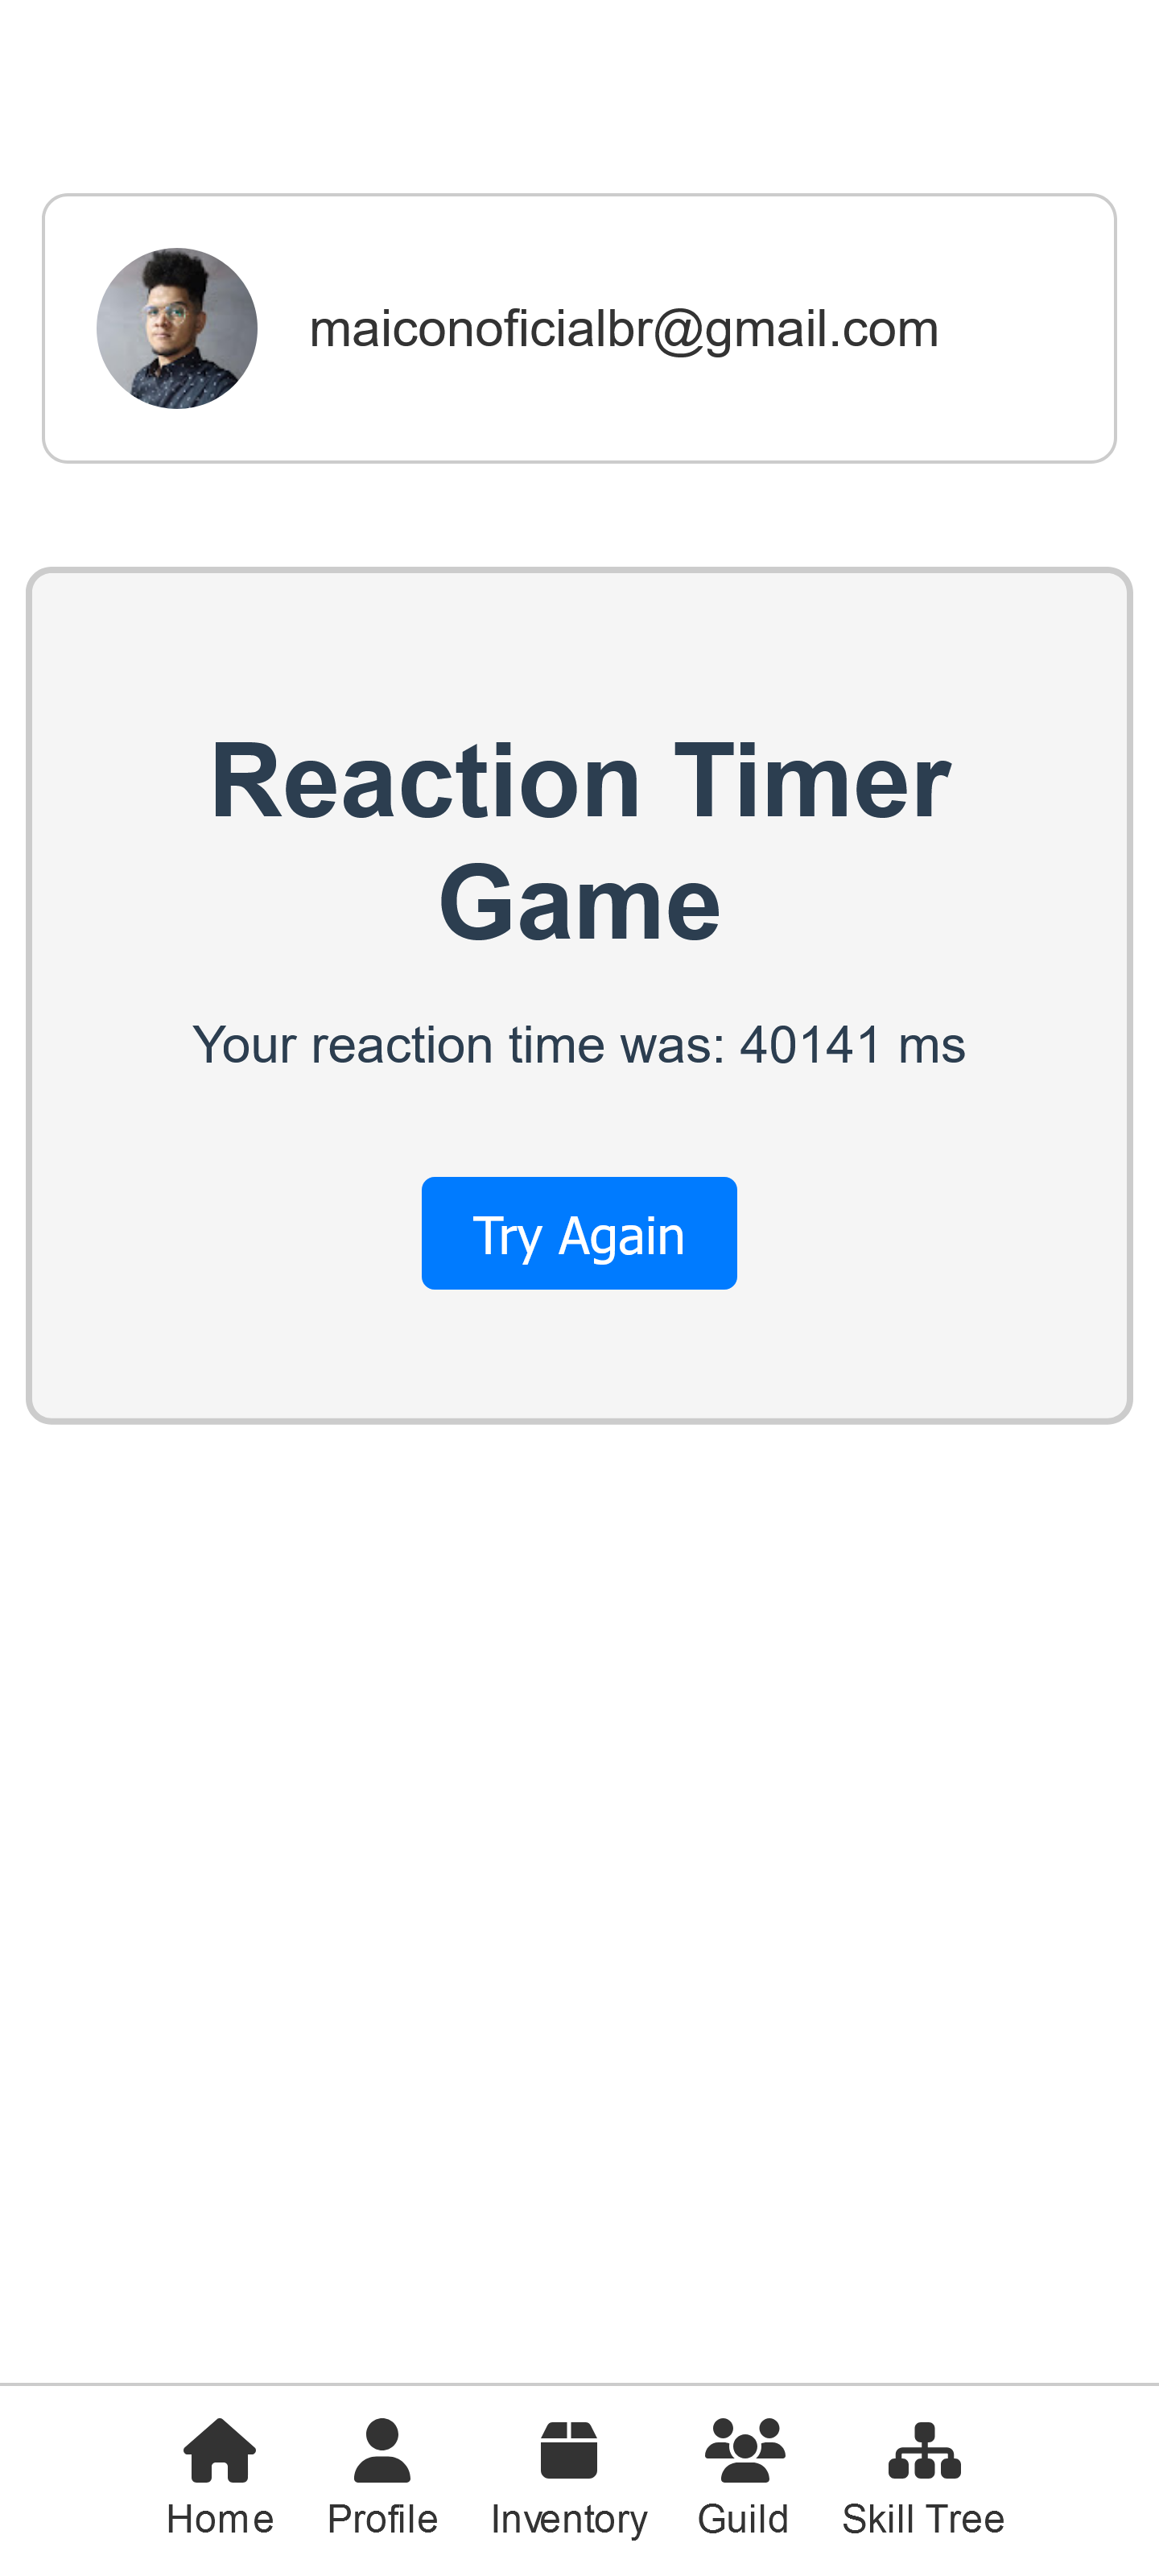 maiconoficialbr@gmail.com
Reaction Timer
Game
Your reaction time was: 40141 ms
Try Again
Home
Profile
Inventory
Guild
Skill Tree